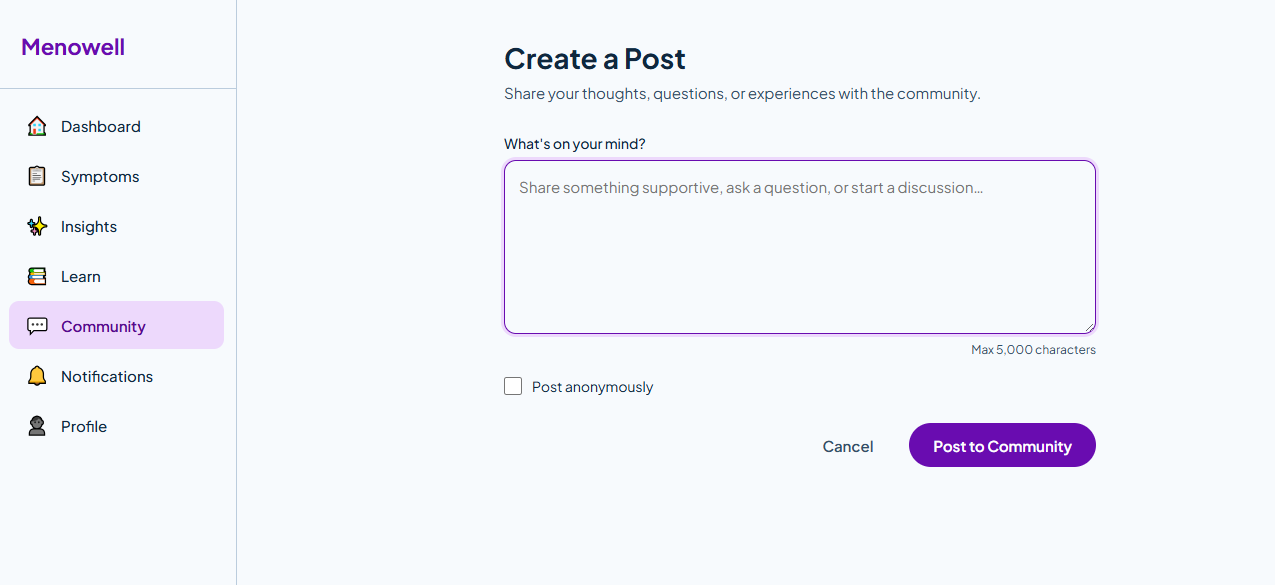 Menowell
Dashboard
Symptoms
Insights
Learn
Community
Notifications
Profile
Create a Post
Share your thoughts, questions, or experiences with the community.
What's on your mind?
Share something supportive, ask a question, or start a discussion...
Max 5,000 characters
Post anonymously
Cancel
Post to Community